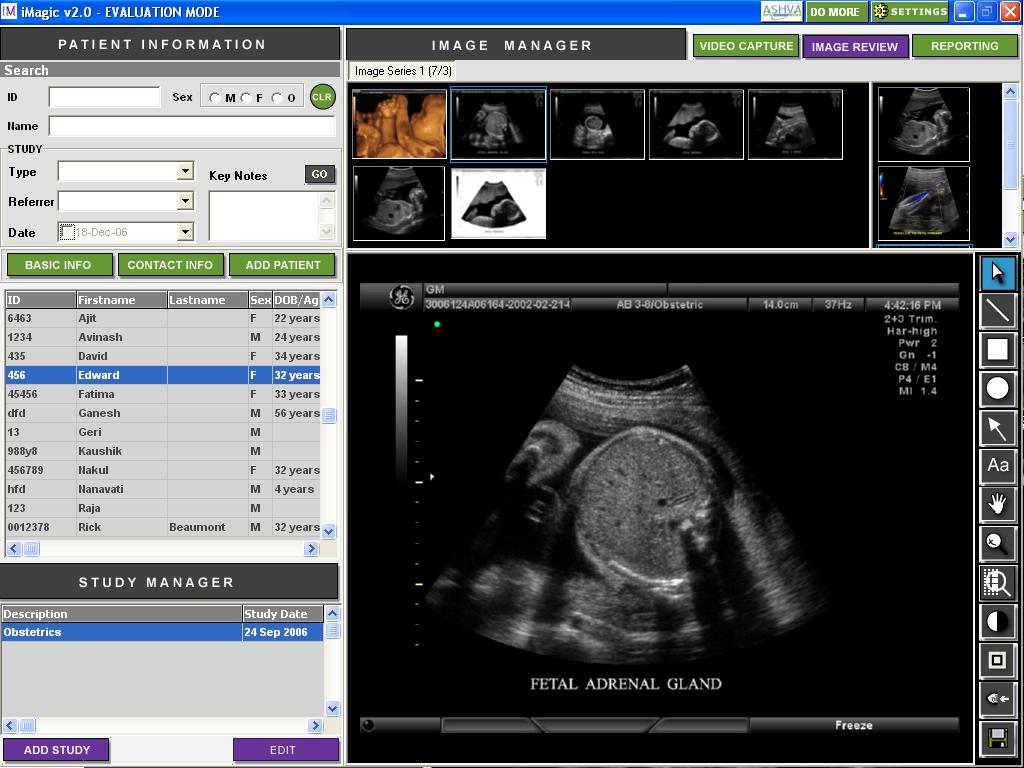 iMagic v2.0 - EVALUATION MODE
ASHVA
DO MORE
SETTINGS
PATIENT INFORMATION
Search
ID
Sex
M
F
O
CLR
Name
STUDY
Type
Key Notes
GO
Referrer
Date
18-Dec-06
BASIC INFO
CONTACT INFO
ADD PATIENT
ID Firstname Lastname Sex DOB/Ag
6463 Ajit F 22 years
1234 Avinash M 24 years
435 David F 34 years
456 Edward F 32 years
45456 Fatima F 33 years
dfd Ganesh M 56 years
13 Geri M
988y8 Kaushik M
456789 Nakul F 32 years
hfd Nanavati M 4 years
123 Raja M
0012378 Rick Beaumont M 32 years
STUDY MANAGER
Description Study Date
Obstetrics 24 Sep 2006
ADD STUDY
EDIT
IMAGE MANAGER
VIDEO CAPTURE
IMAGE REVIEW
REPORTING
Image Series 1 (7/3)
GM
3006124A06164-2002-02-21-4 AB 3-8/Obstetric 14.0cm 37Hz 4:42:16 PM
2+3 Trim.
Har-high
Pwr 2
Gn -1
C8 / M4
P4 / E1
MI 1.4
FETAL ADRENAL GLAND
Freeze
Aa